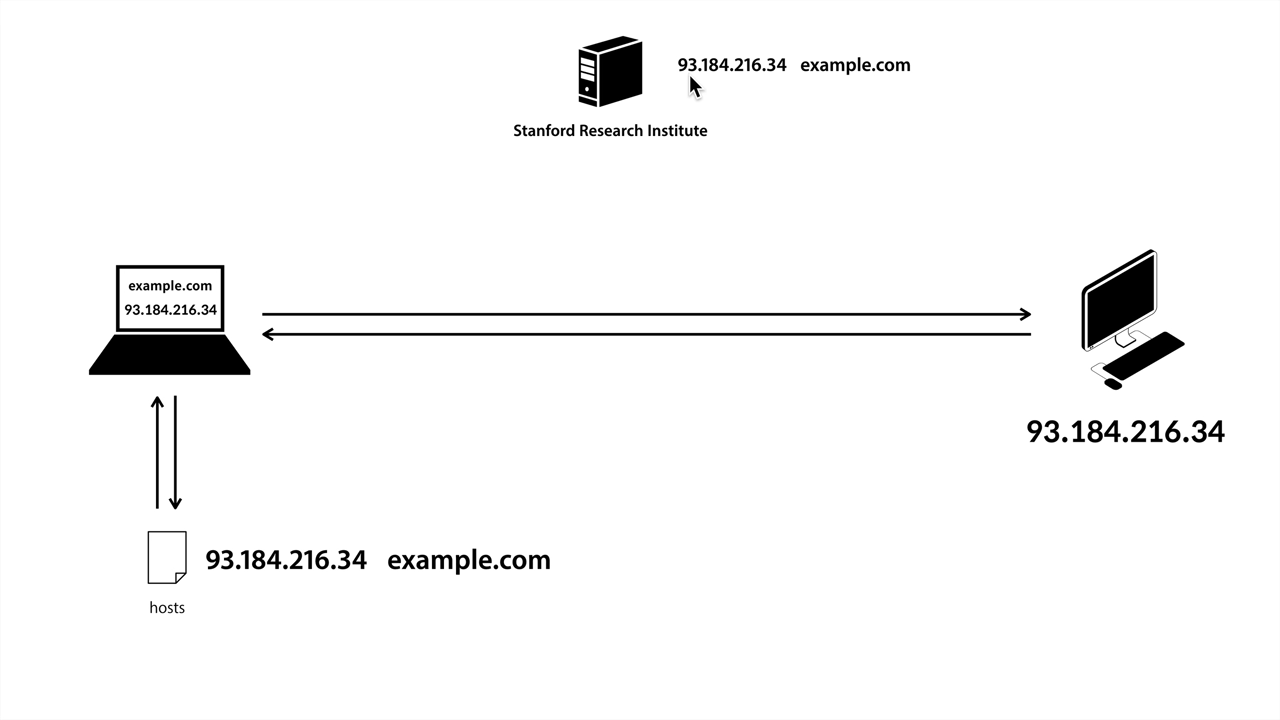 93.184.216.34 example.com
Stanford Research Institute
example.com
93.184.216.34
93.184.216.34
93.184.216.34 example.com
hosts